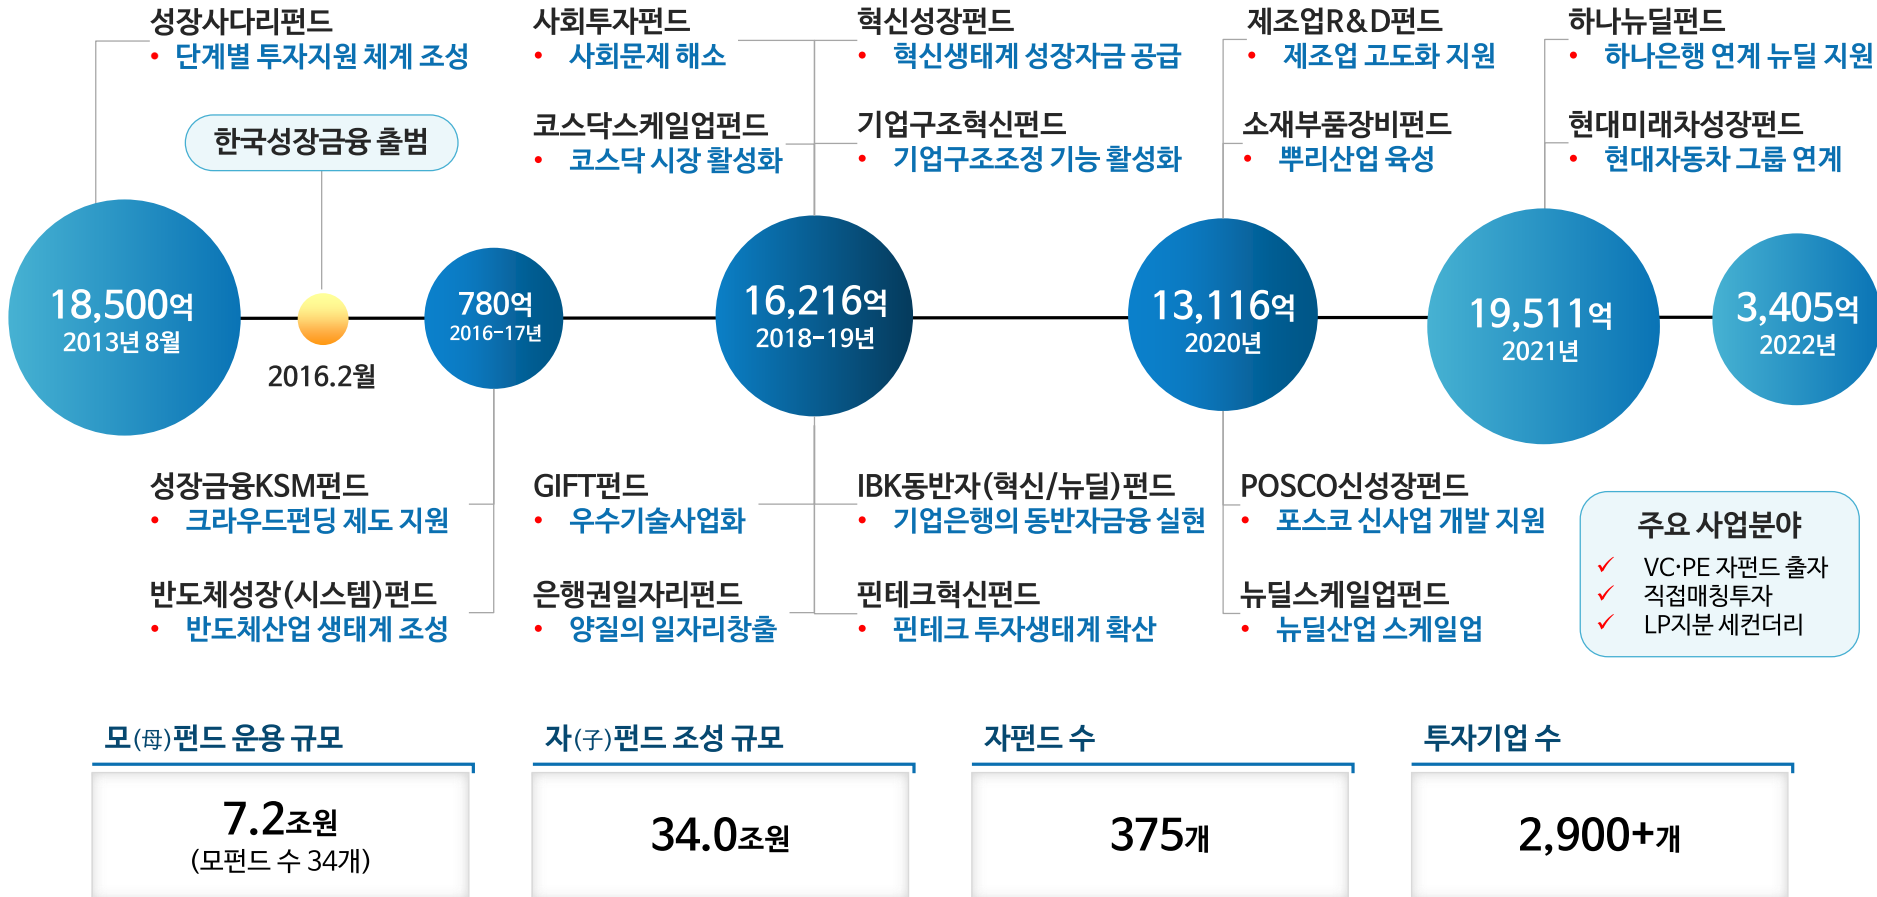 성장사다리펀드
• 단계별 투자지원 체계 조성
한국성장금융 출범
사회투자펀드
• 사회문제 해소
코스닥스케일업펀드
• 코스닥 시장 활성화
혁신성장펀드
• 혁신생태계 성장자금 공급
기업구조혁신펀드
• 기업구조조정 기능 활성화
제조업R&D펀드
• 제조업 고도화 지원
소재부품장비펀드
• 뿌리산업 육성
하나뉴딜펀드
• 하나은행 연계 뉴딜 지원
현대미래차성장펀드
• 현대자동차 그룹 연계
18,500억
2013년 8월
2016.2월
780억
2016-17년
16,216억
2018-19년
13,116억
2020년
19,511억
2021년
3,405억
2022년
성장금융KSM펀드
• 크라우드펀딩 제도 지원
반도체성장(시스템)펀드
• 반도체산업 생태계 조성
GIFT펀드
• 우수기술사업화
은행권일자리펀드
• 양질의 일자리창출
IBK동반자(혁신/뉴딜)펀드
• 기업은행의 동반자금융 실현
핀테크혁신펀드
• 핀테크 투자생태계 확산
POSCO신성장펀드
• 포스코 신사업 개발 지원
뉴딜스케일업펀드
• 뉴딜산업 스케일업
주요 사업분야
✓ VC·PE 자펀드 출자
✓ 직접매칭투자
✓ LP지분 세컨더리
모(母)펀드 운용 규모
7.2조원
(모펀드 수 34개)
자(子)펀드 조성 규모
34.0조원
자펀드 수
375개
투자기업 수
2,900+개